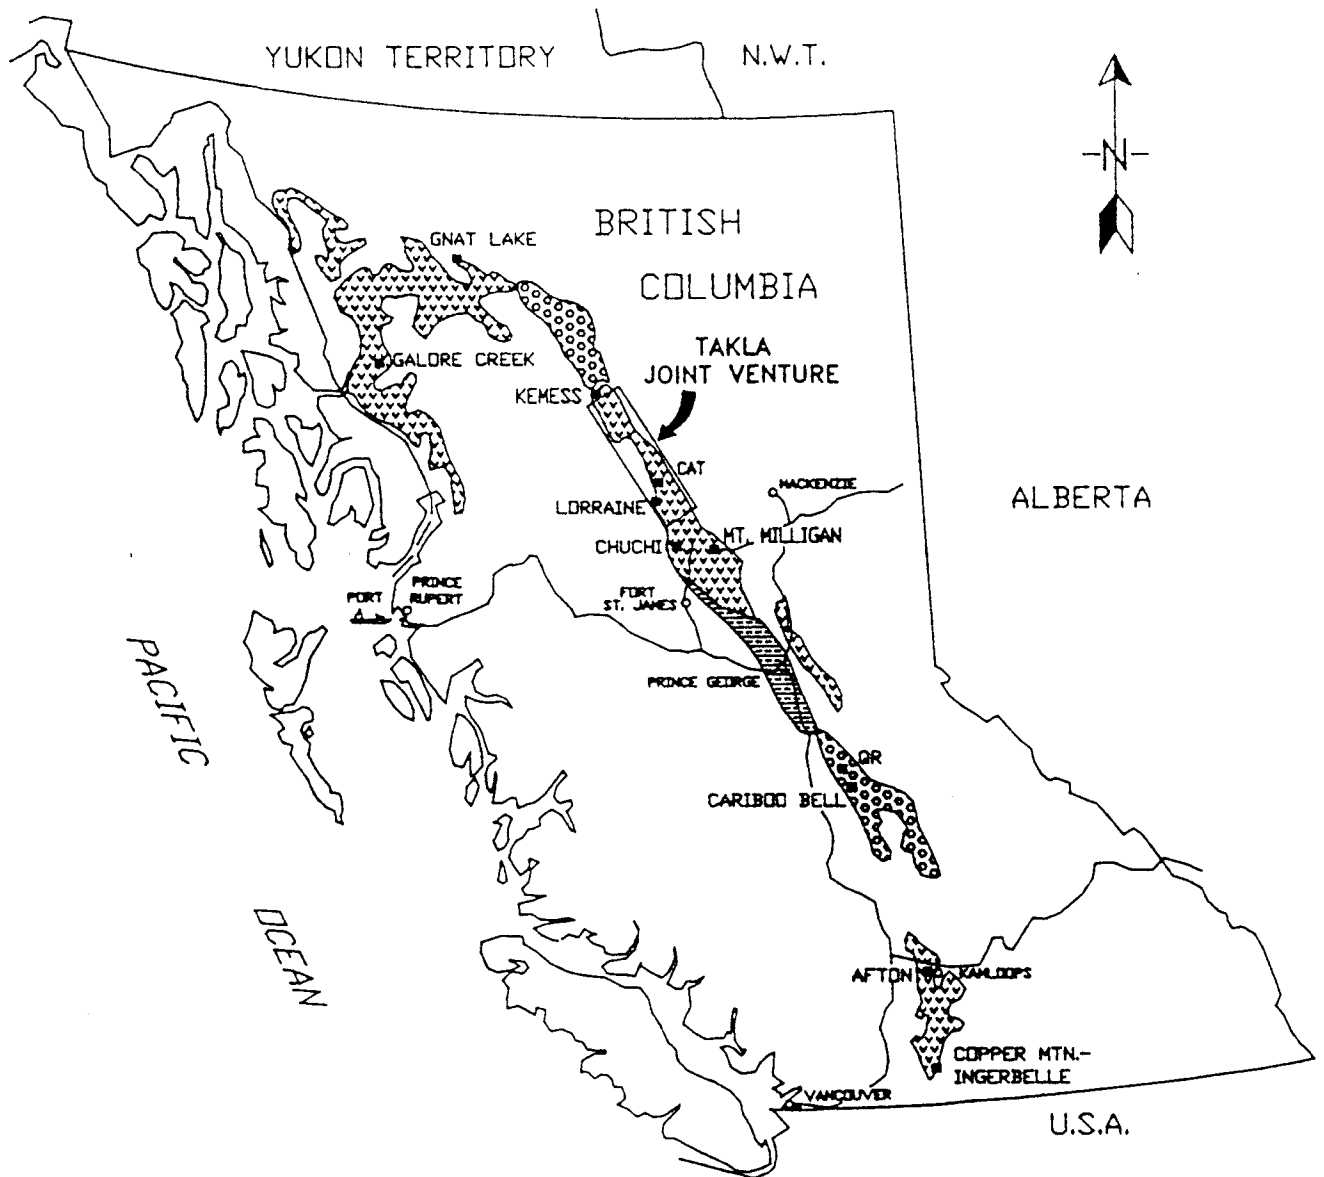 YUKON TERRITORY
N.W.T.
N
BRITISH
COLUMBIA
GNAT LAKE
TAKLA
JOINT VENTURE
GALORE CREEK
KEMESS
CAT
MACKENZIE
LORRAINE
ALBERTA
CHUCHI
MT. MILLIGAN
PORT
PRINCE
RUPERT
FORT
ST. JAMES
PRINCE GEORGE
PACIFIC
OCEAN
QR
CARIBOO BELL
AFTON
KAMLOOPS
COPPER MTN.-
INGERBELLE
VANCOUVER
U.S.A.